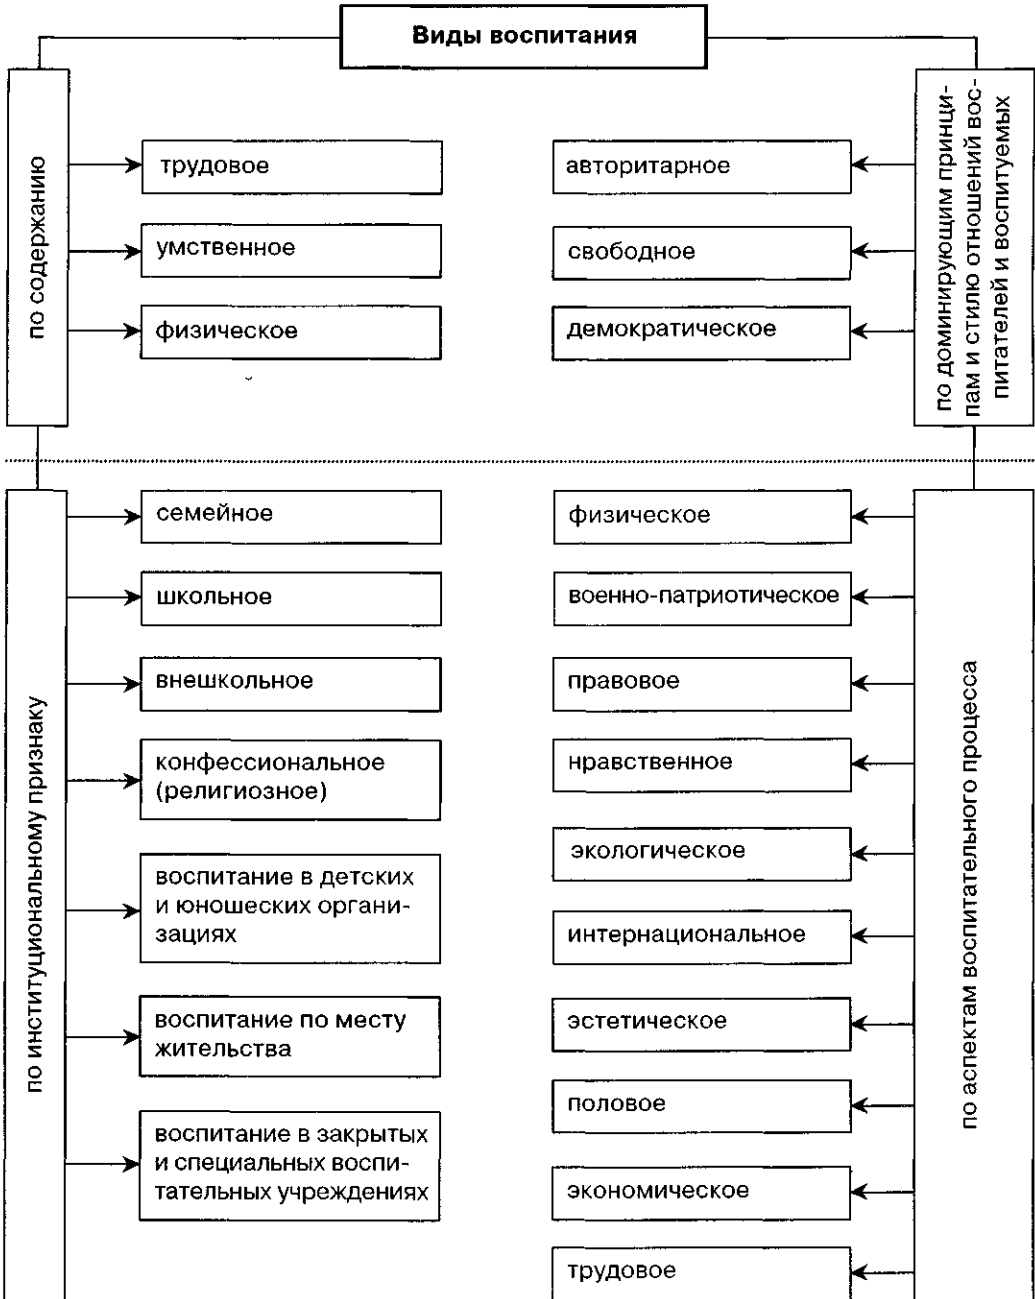 Виды воспитания
по содержанию
трудовое
умственное
физическое
по доминирующим принци-
пам и стилю отношений вос-
питателей и воспитуемых
авторитарное
свободное
демократическое
по институциональному признаку
семейное
школьное
внешкольное
конфессиональное
(религиозное)
воспитание в детских
и юношеских органи-
зациях
воспитание по месту
жительства
воспитание в закрытых
и специальных воспи-
тательных учреждениях
по аспектам воспитательного процесса
физическое
военно-патриотическое
правовое
нравственное
экологическое
интернациональное
эстетическое
половое
экономическое
трудовое